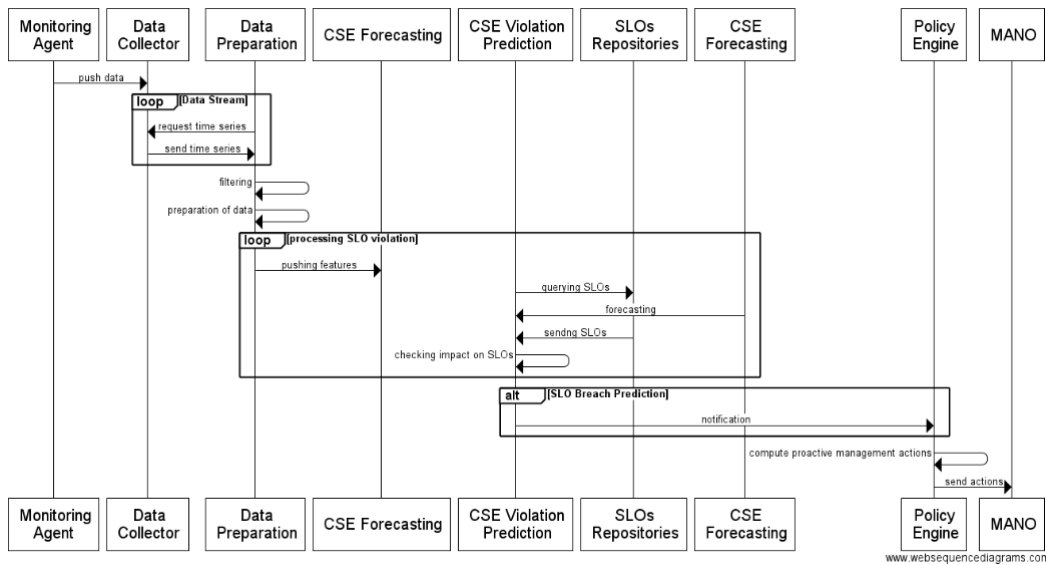 Monitoring
Agent
Data
Collector
Data
Preparation
CSE Forecasting
CSE Violation
Prediction
SLOs
Repositories
CSE
Forecasting
Policy
Engine
MANO
push data
loop [Data Stream]
request time series
send time series
filtering
preparation of data
loop [processing SLO violation]
pushing features
querying SLOs
forecasting
sendng SLOs
checking impact on SLOs
alt [SLO Breach Prediction]
notification
compute proactive management actions
send actions
Monitoring
Agent
Data
Collector
Data
Preparation
CSE Forecasting
CSE Violation
Prediction
SLOs
Repositories
CSE
Forecasting
Policy
Engine
MANO
www.websequencediagrams.com